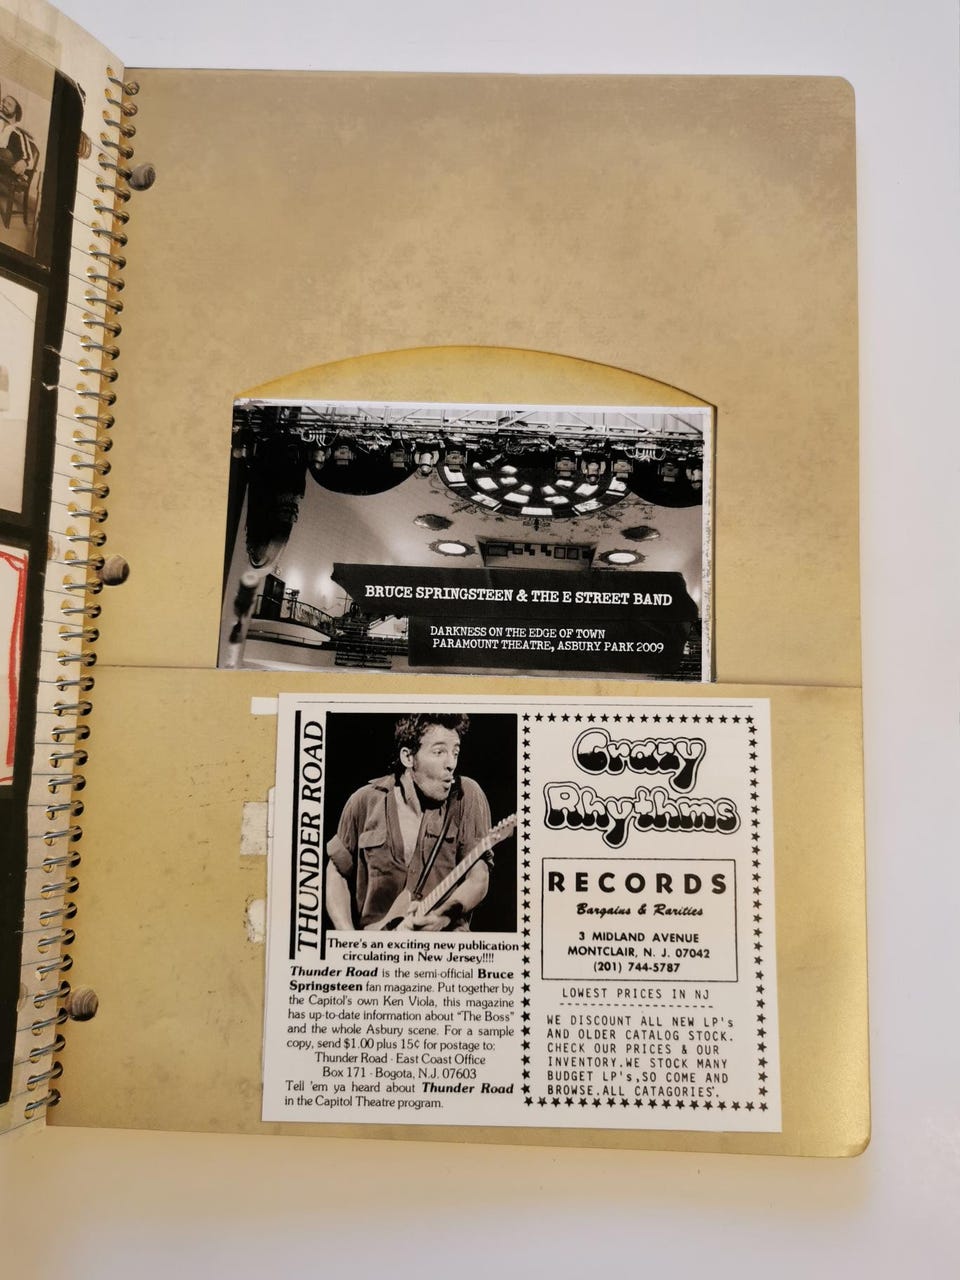 BRUCE SPRINGSTEEN & THE E STREET BAND
DARKNESS ON THE EDGE OF TOWN
PARAMOUNT THEATRE, ASBURY PARK 2009
THUNDER ROAD
There's an exciting new publication
circulating in New Jersey!!!!
Thunder Road is the semi-official Bruce
Springsteen fan magazine. Put together by
the Capitol's own Ken Viola, this magazine
has up-to-date information about "The Boss"
and the whole Asbury scene. For a sample
copy, send $1.00 plus 15¢ for postage to:
Thunder Road · East Coast Office
Box 171 · Bogota, N.J. 07603
Tell 'em ya heard about Thunder Road
in the Capitol Theatre program.
Crazy
Rhythms
RECORDS
Bargains & Rarities
3 MIDLAND AVENUE
MONTCLAIR, N. J. 07042
(201) 744-5787
LOWEST PRICES IN NJ
WE DISCOUNT ALL NEW LP's
AND OLDER CATALOG STOCK.
CHECK OUR PRICES & OUR
INVENTORY.WE STOCK MANY
BUDGET LP's,SO COME AND
BROWSE.ALL CATAGORIES.